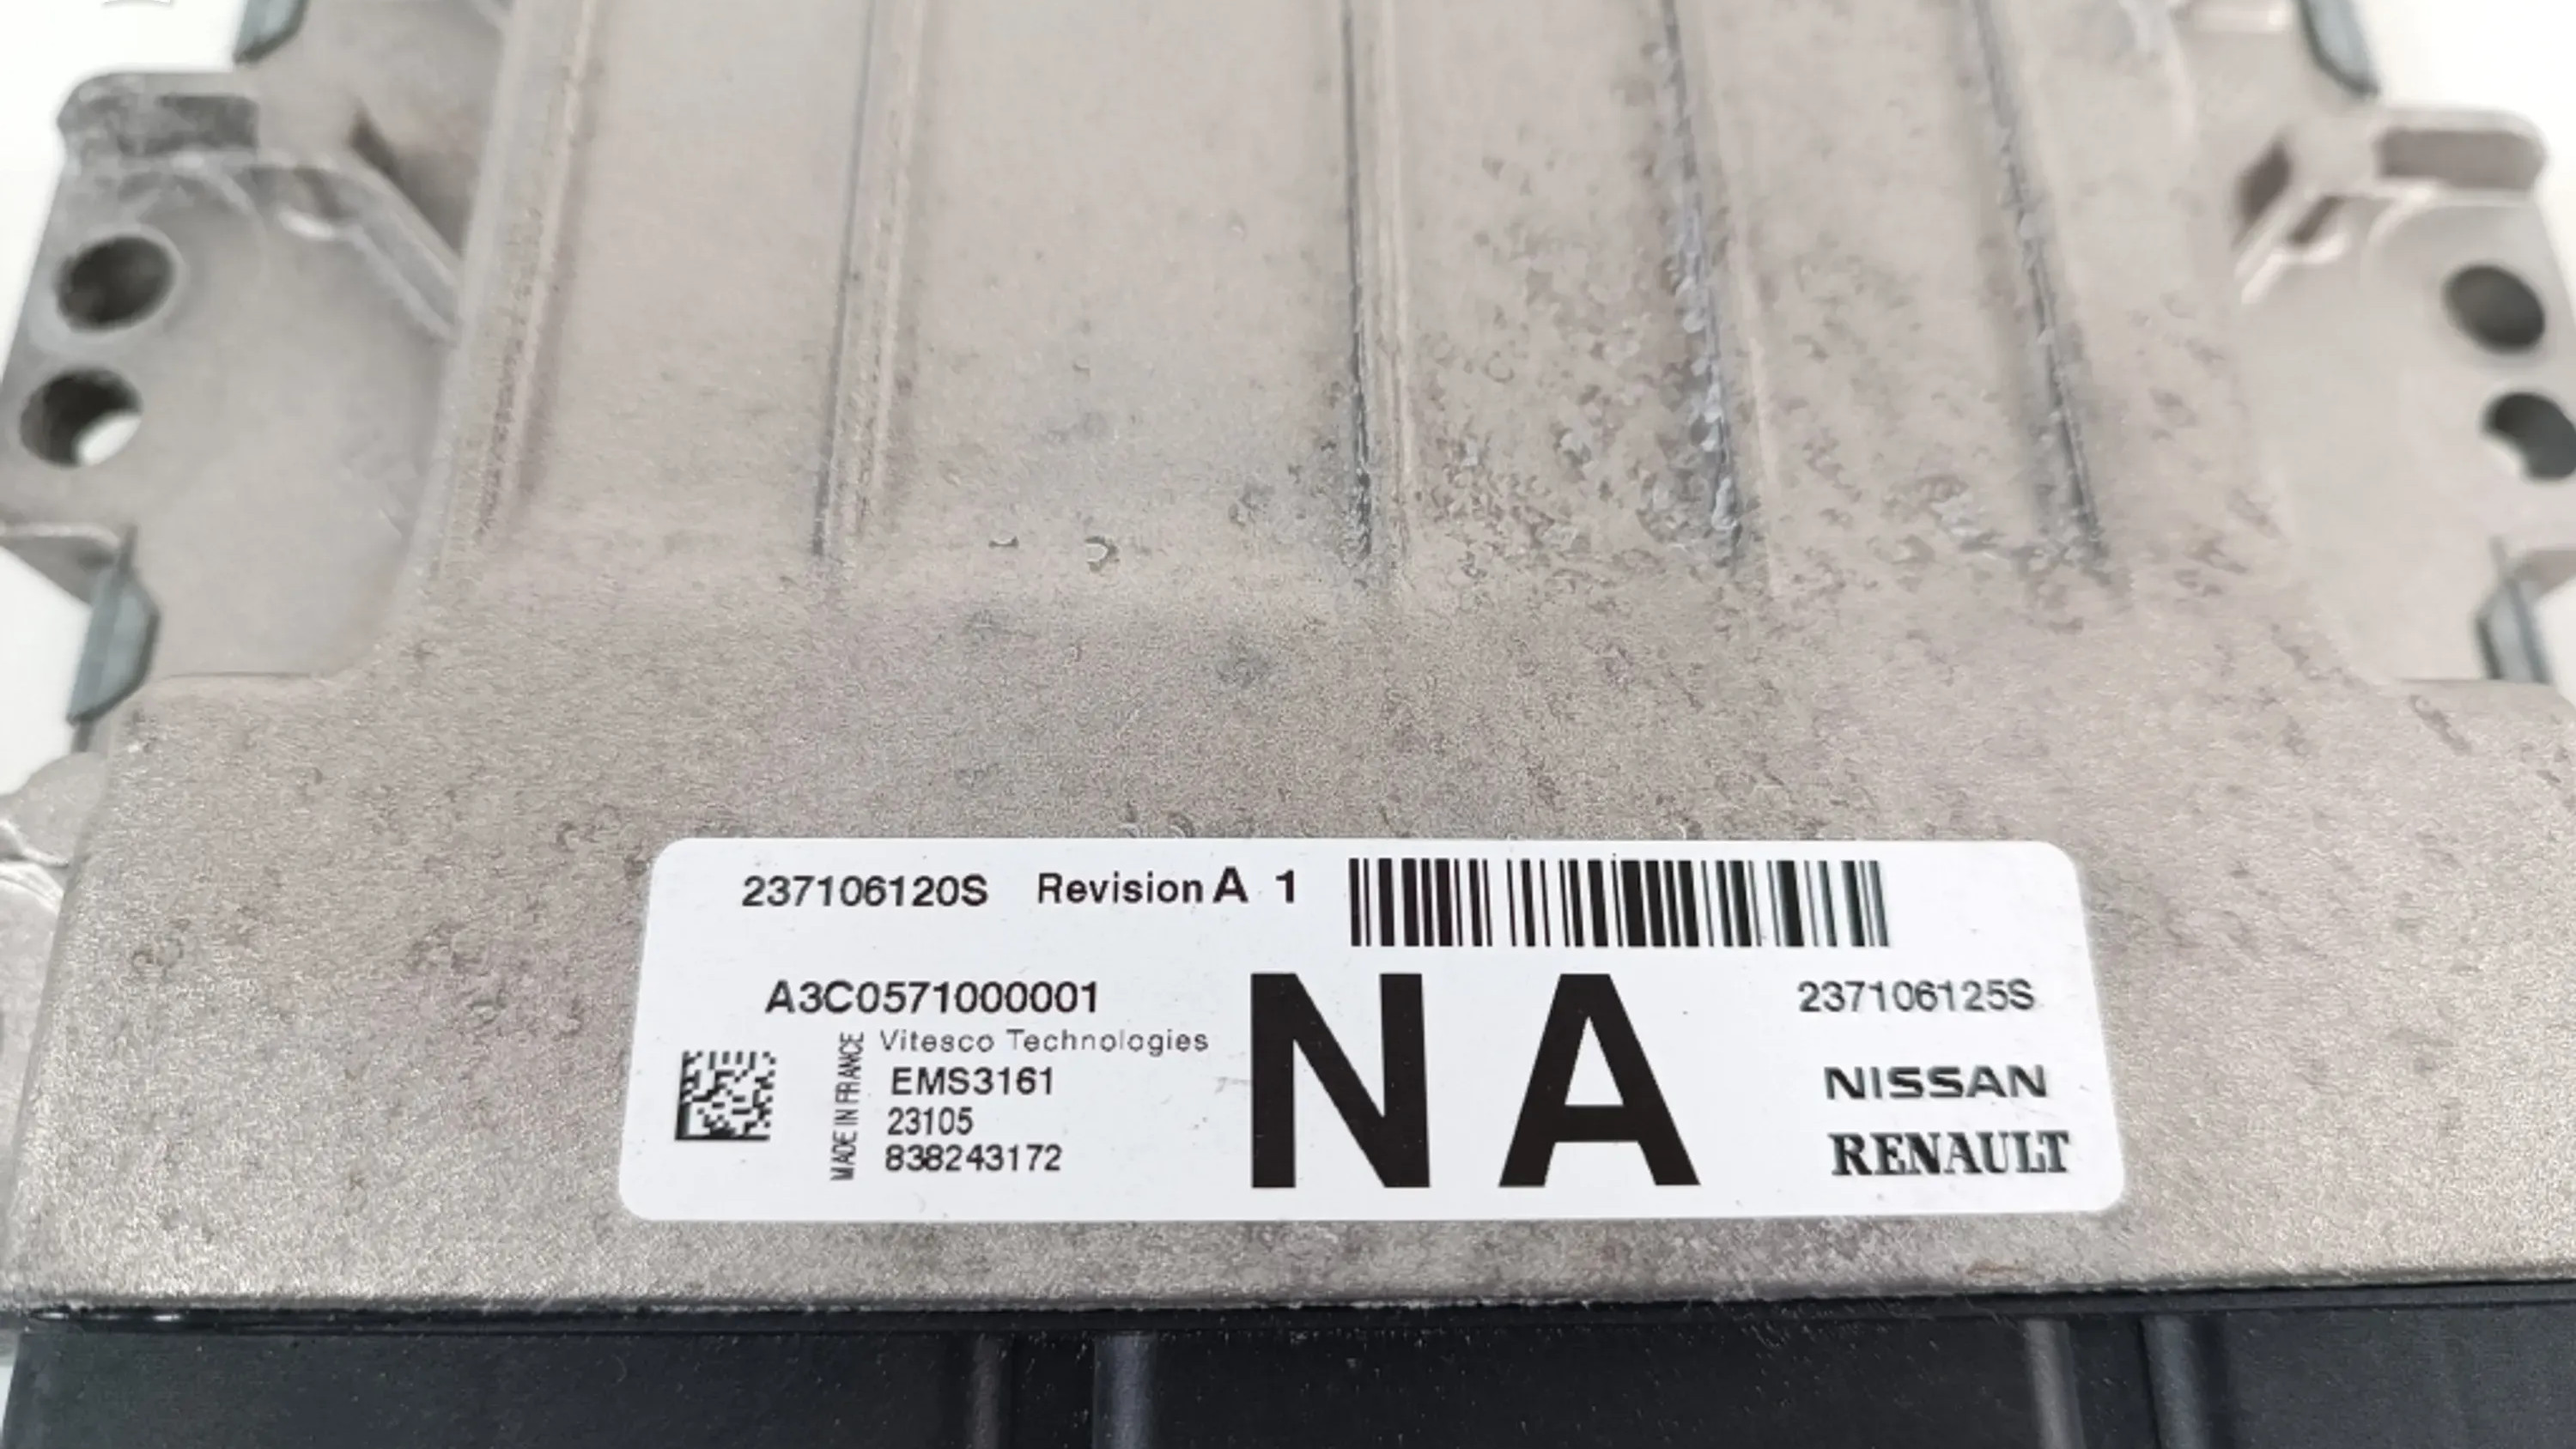 237106120S Revision A 1
A3C0571000001
237106125S
MADE IN FRANCE
Vitesco Technologies
EMS3161
23105
838243172
NA
NISSAN
RENAULT